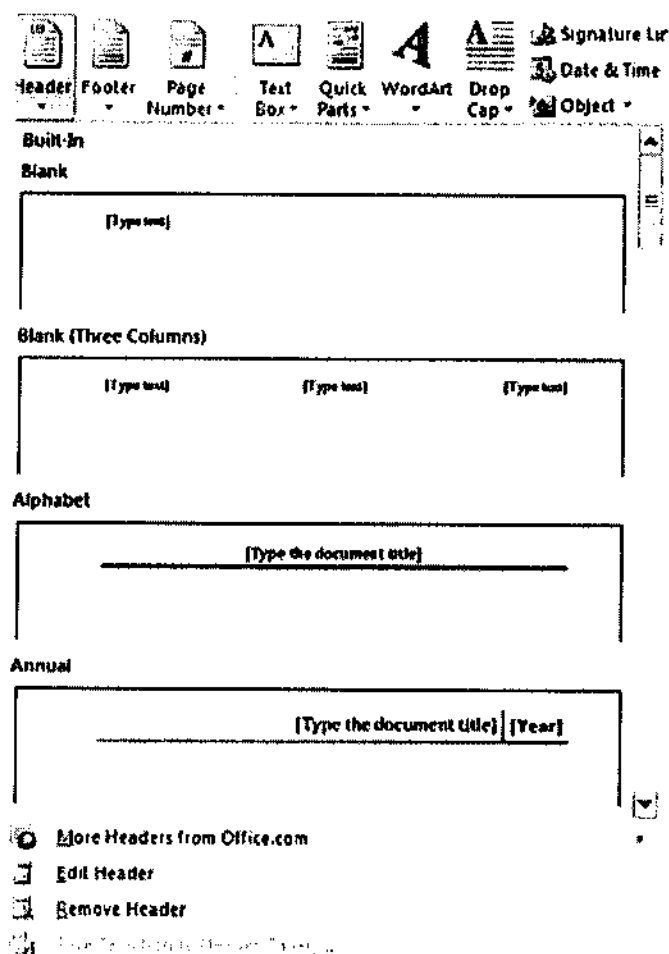 Header Footer Page Number Text Box Quick Parts WordArt Drop Cap
Signature
Date & Time
Object
Built-In
Blank
[Type text]
Blank (Three Columns)
[Type text] [Type text] [Type text]
Alphabet
[Type the document title]
Annual
[Type the document title] [Year]
More Headers from Office.com
Edit Header
Remove Header